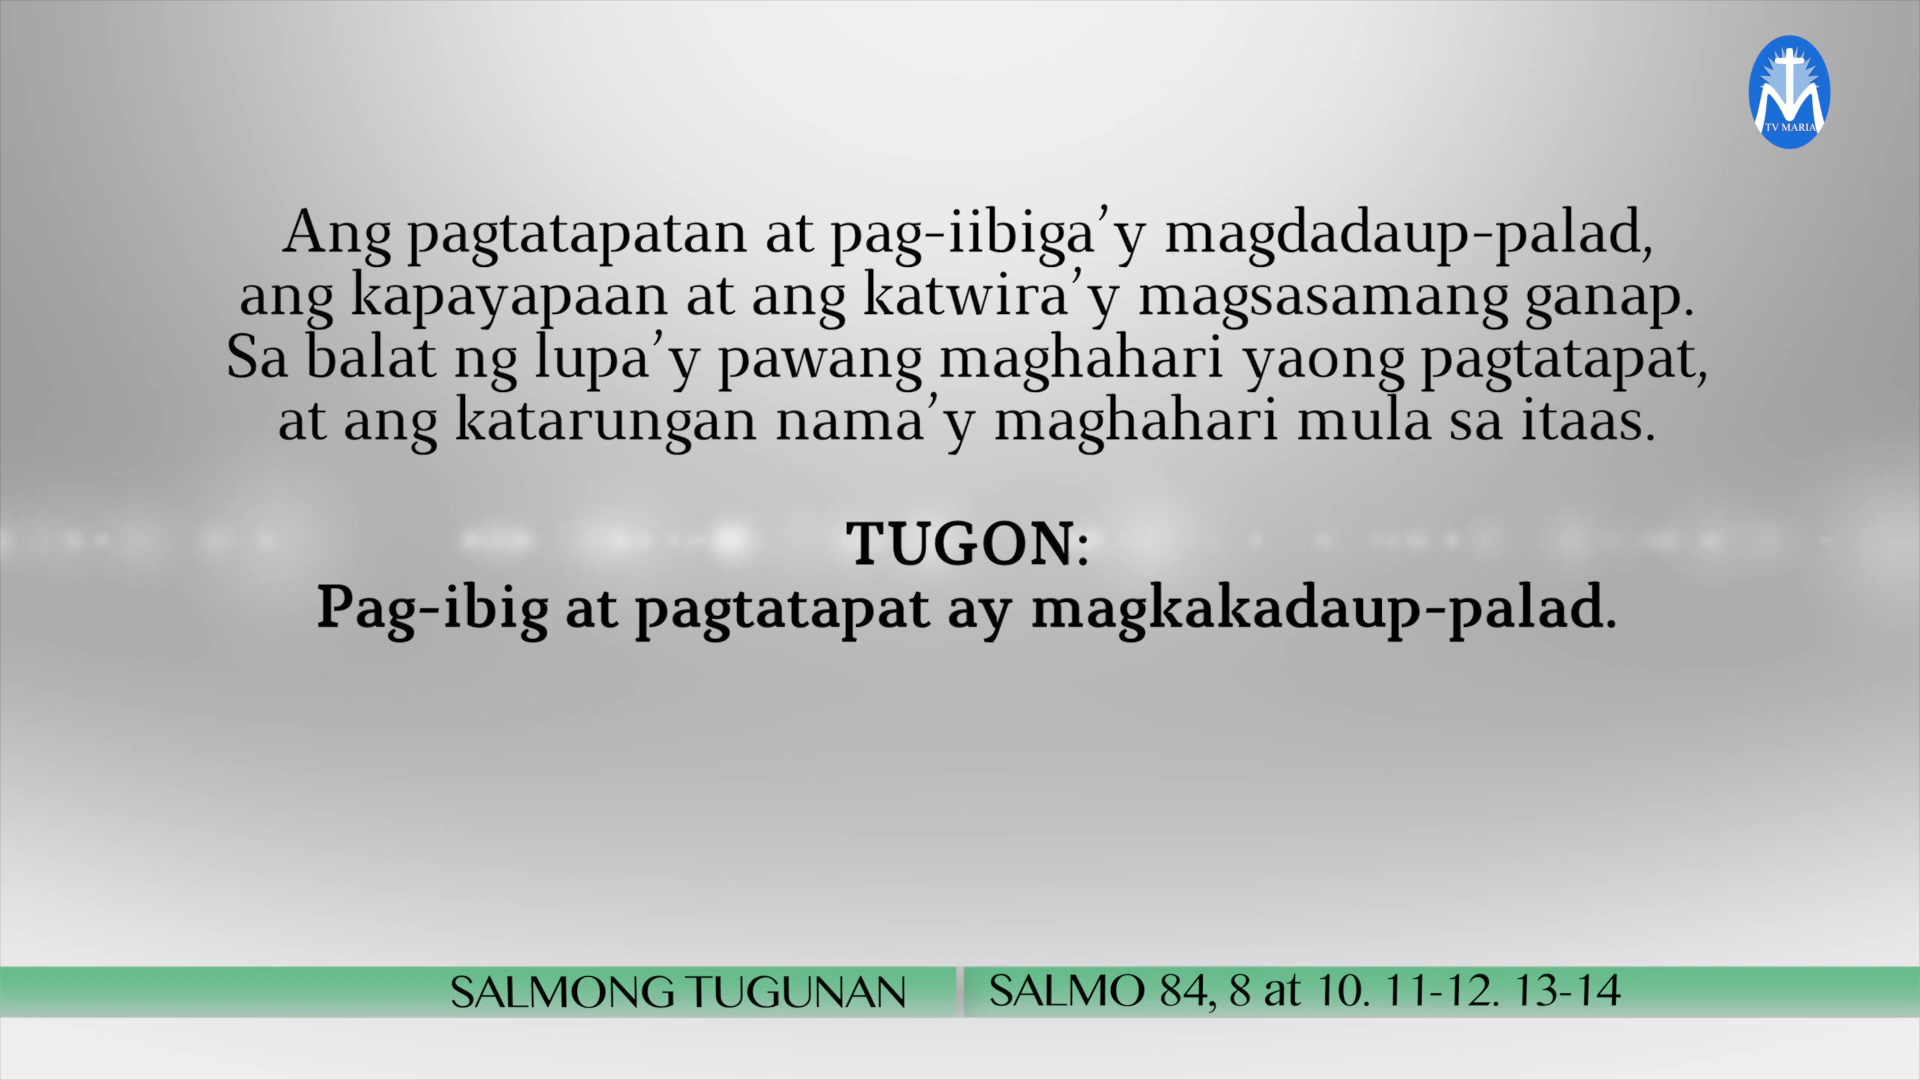 TV MARIA
Ang pagtatapatan at pag-iibiga’y magdadaup-palad,
ang kapayapaan at ang katwira’y magsasamang ganap.
Sa balat ng lupa’y pawang maghahari yaong pagtatapat,
at ang katarungan nama’y maghahari mula sa itaas.
TUGON:
Pag-ibig at pagtatapat ay magkakadaup-palad.
SALMONG TUGUNAN
SALMO 84, 8 at 10. 11-12. 13-14